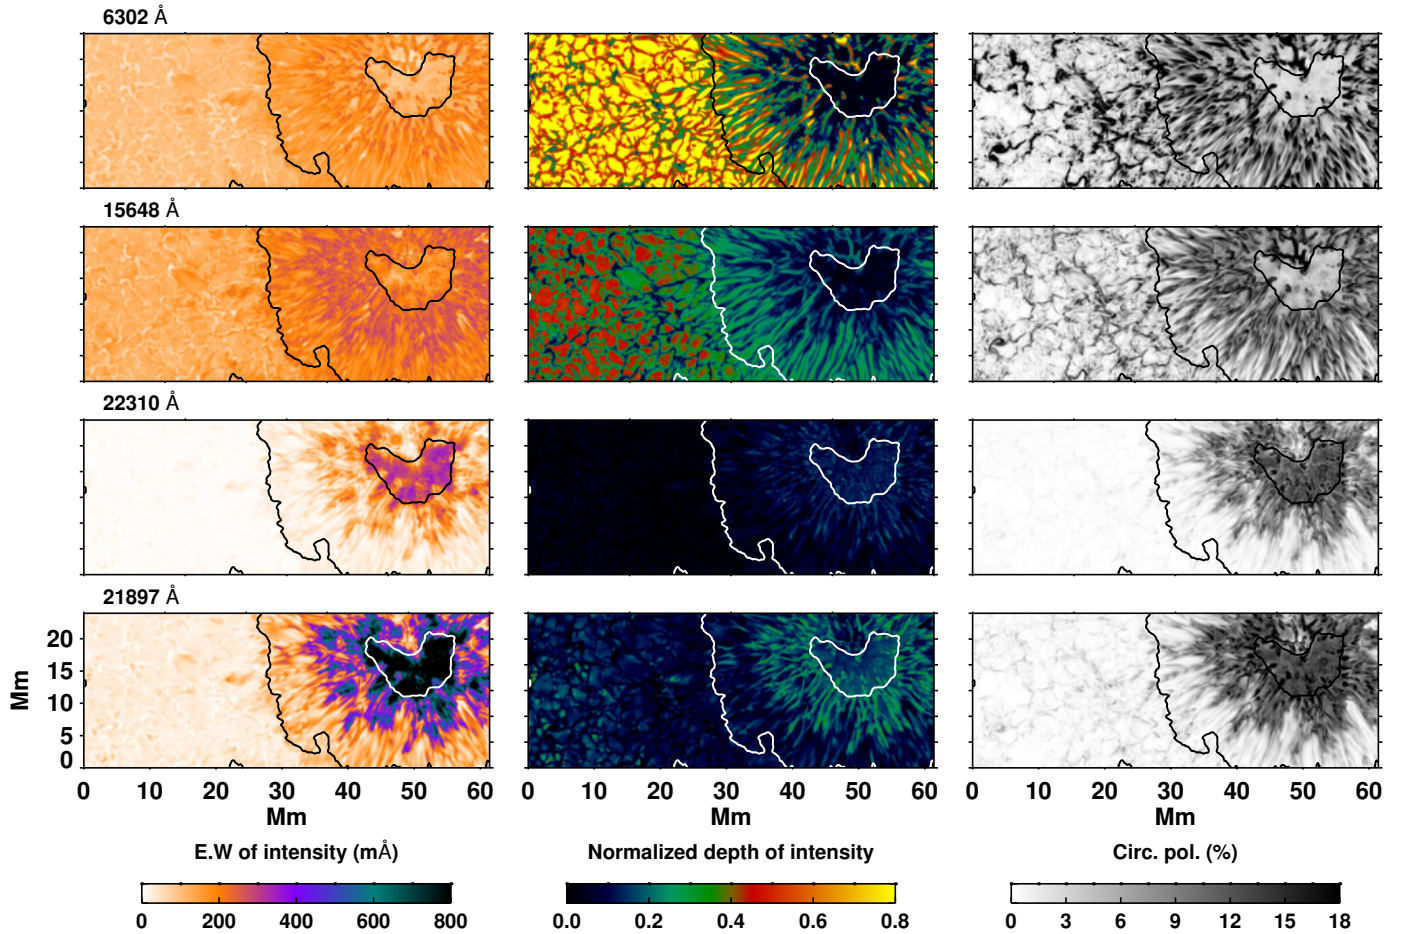 6302 Å
15648 Å
22310 Å
21897 Å
20
15
10
5
0
Mm
0 10 20 30 40 50 60
0 10 20 30 40 50 60
0 10 20 30 40 50 60
Mm
Mm
Mm
E.W of intensity (mÅ)
Normalized depth of intensity
Circ. pol. (%)
0 200 400 600 800
0.0 0.2 0.4 0.6 0.8
0 3 6 9 12 15 18